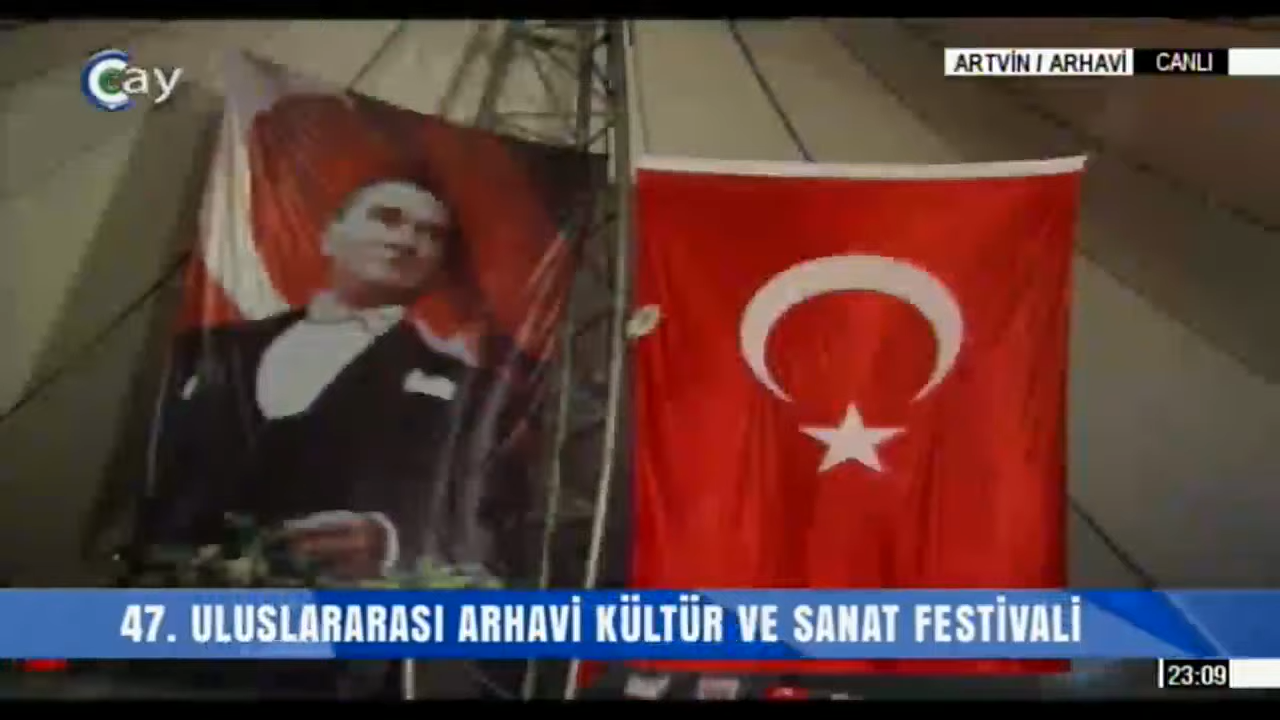 Çay
ARTVİN / ARHAVİ CANLI
47. ULUSLARARASI ARHAVİ KÜLTÜR VE SANAT FESTİVALİ
23:09